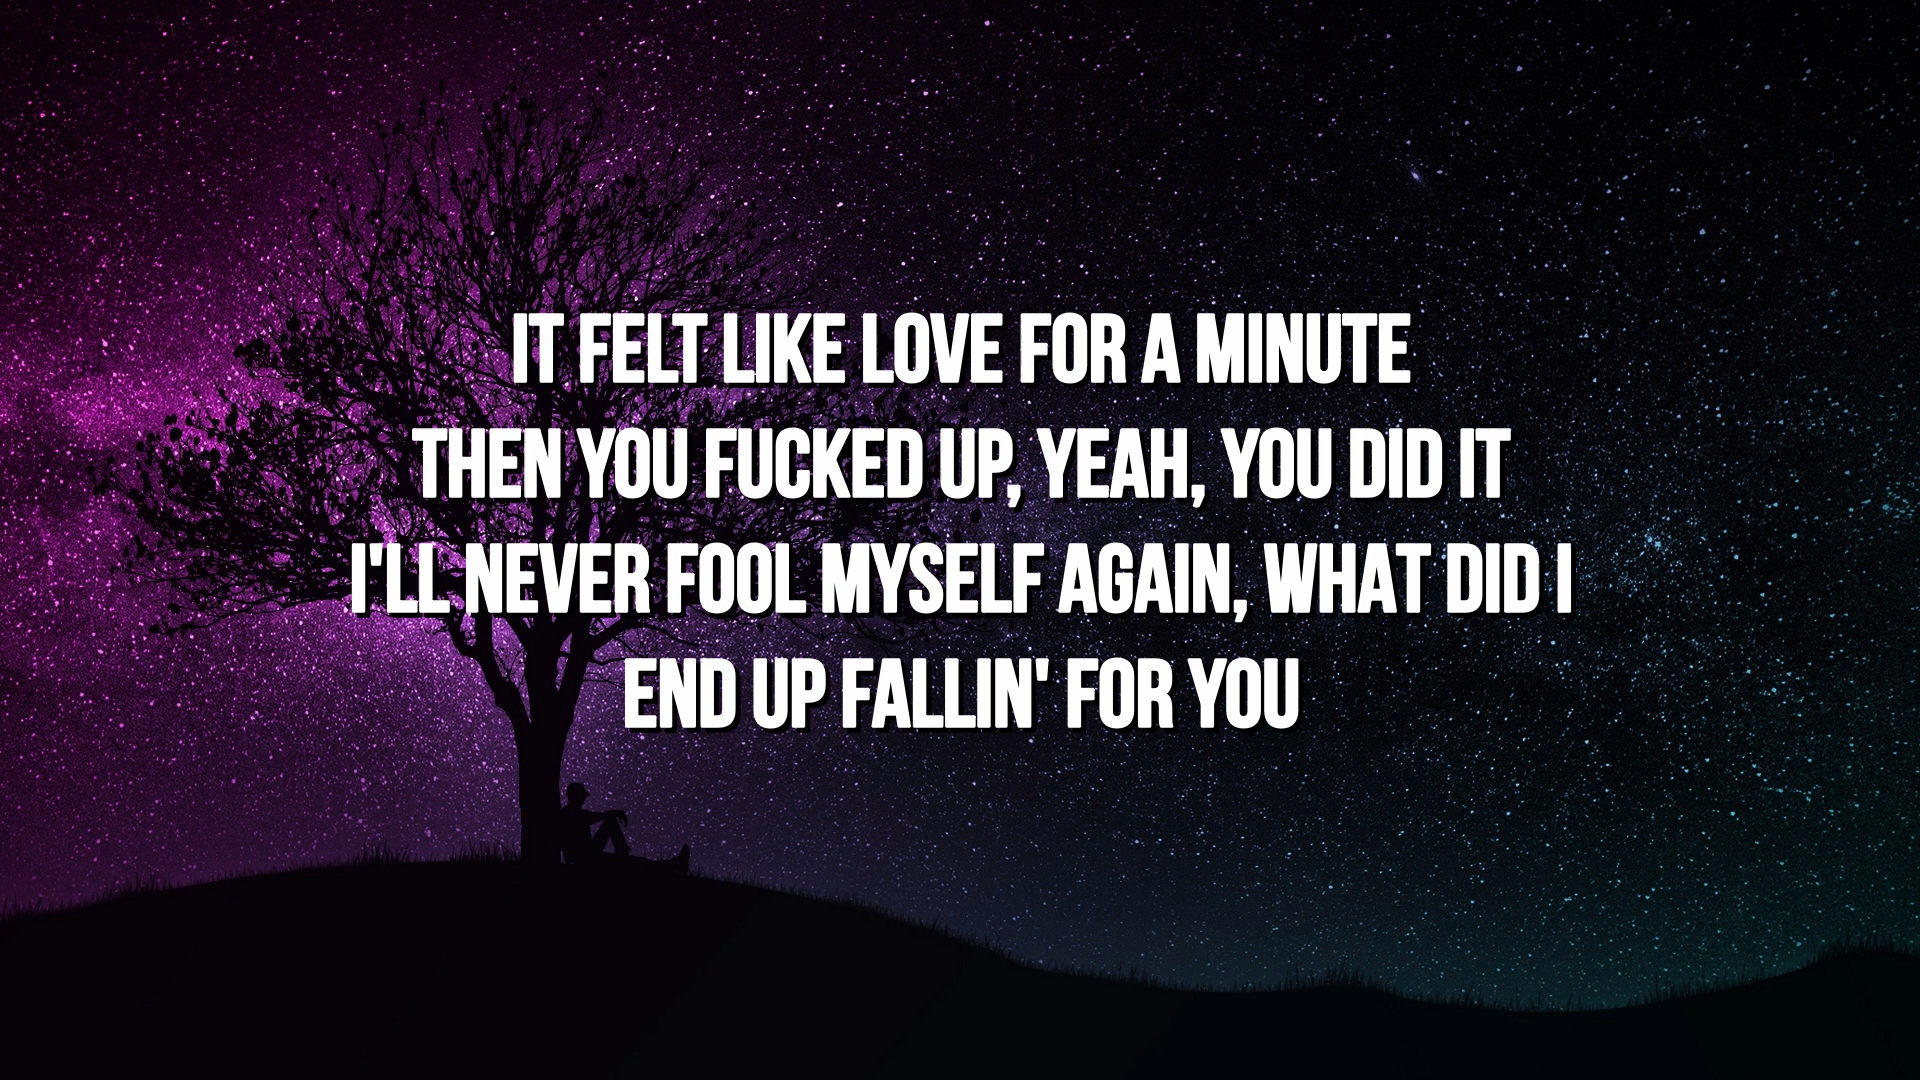 IT FELT LIKE LOVE FOR A MINUTE
THEN YOU FUCKED UP, YEAH, YOU DID IT
I'LL NEVER FOOL MYSELF AGAIN, WHAT DID I
END UP FALLIN' FOR YOU